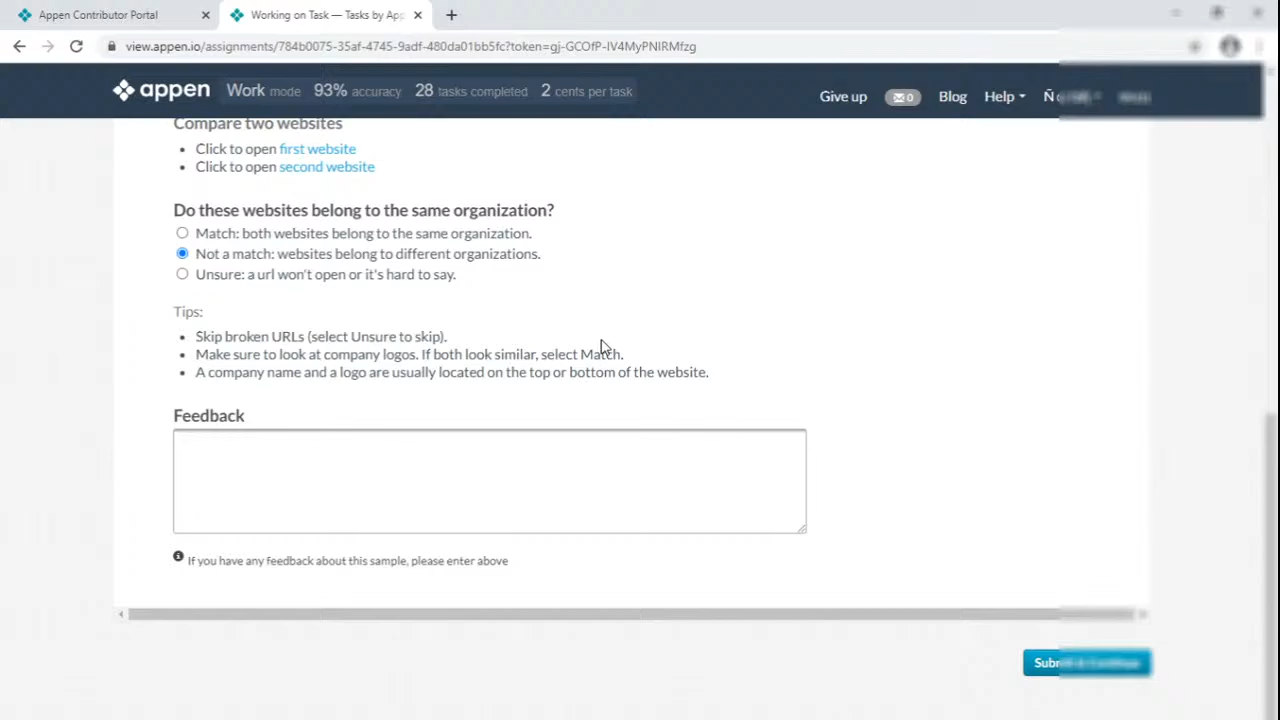 Appen Contributor Portal
Working on Task — Tasks by App
view.appen.io/assignments/784b0075-35af-4745-9adf-480da01bb5fc?token=gj-GCOfP-IV4MyPNIRMfzg
appen Work mode 93% accuracy 28 tasks completed 2 cents per task
Give up 0 Blog Help
Compare two websites
• Click to open first website
• Click to open second website
Do these websites belong to the same organization?
Match: both websites belong to the same organization.
Not a match: websites belong to different organizations.
Unsure: a url won't open or it's hard to say.
Tips:
• Skip broken URLs (select Unsure to skip).
• Make sure to look at company logos. If both look similar, select Match.
• A company name and a logo are usually located on the top or bottom of the website.
Feedback
If you have any feedback about this sample, please enter above
Submit & Continue